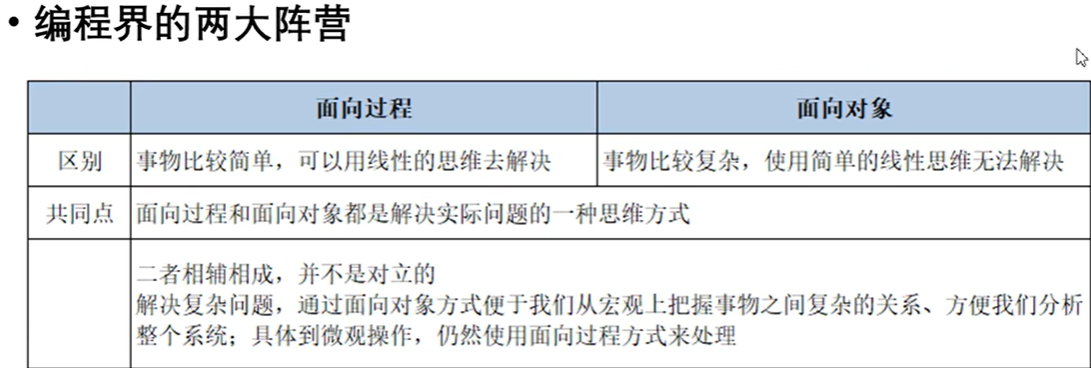 • 编程界的两大阵营
面向过程 面向对象
区别 事物比较简单，可以用线性的思维去解决 事物比较复杂，使用简单的线性思维无法解决
共同点 面向过程和面向对象都是解决实际问题的一种思维方式
二者相辅相成，并不是对立的
解决复杂问题，通过面向对象方式便于我们从宏观上把握事物之间复杂的关系、方便我们分析
整个系统；具体到微观操作，仍然使用面向过程方式来处理